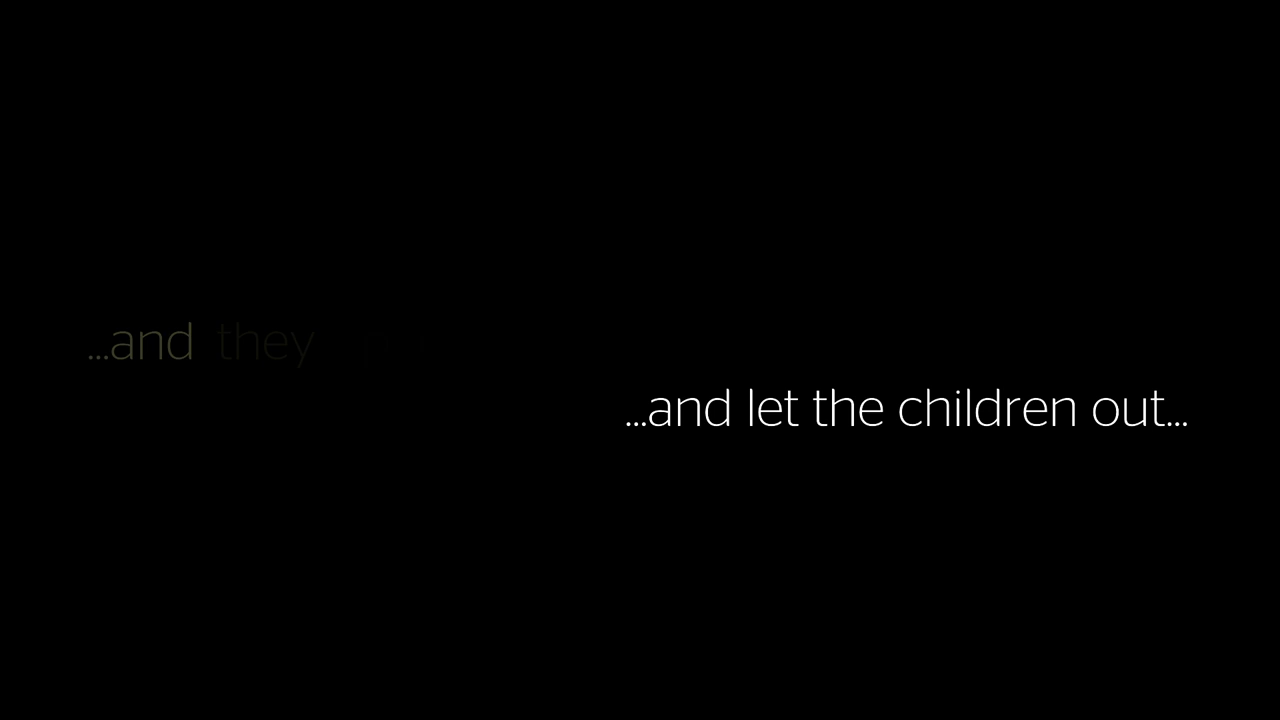 ...and they
...and let the children out...